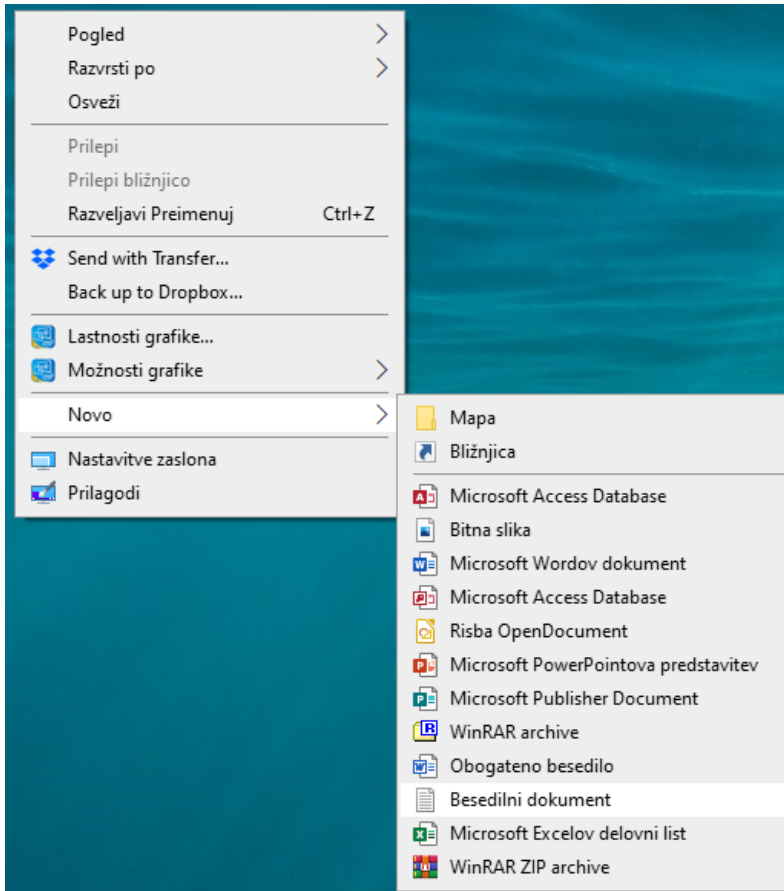 Pogled
Razvrsti po
Osveži
Prilepi
Prilepi bližnjico
Razveljavi Preimenuj Ctrl+Z
Send with Transfer...
Back up to Dropbox...
Lastnosti grafike...
Možnosti grafike
Novo
Nastavitve zaslona
Prilagodi
Mapa
Bližnjica
Microsoft Access Database
Bitna slika
Microsoft Wordov dokument
Microsoft Access Database
Risba OpenDocument
Microsoft PowerPointova predstavitev
Microsoft Publisher Document
WinRAR archive
Obogateno besedilo
Besedilni dokument
Microsoft Excelov delovni list
WinRAR ZIP archive